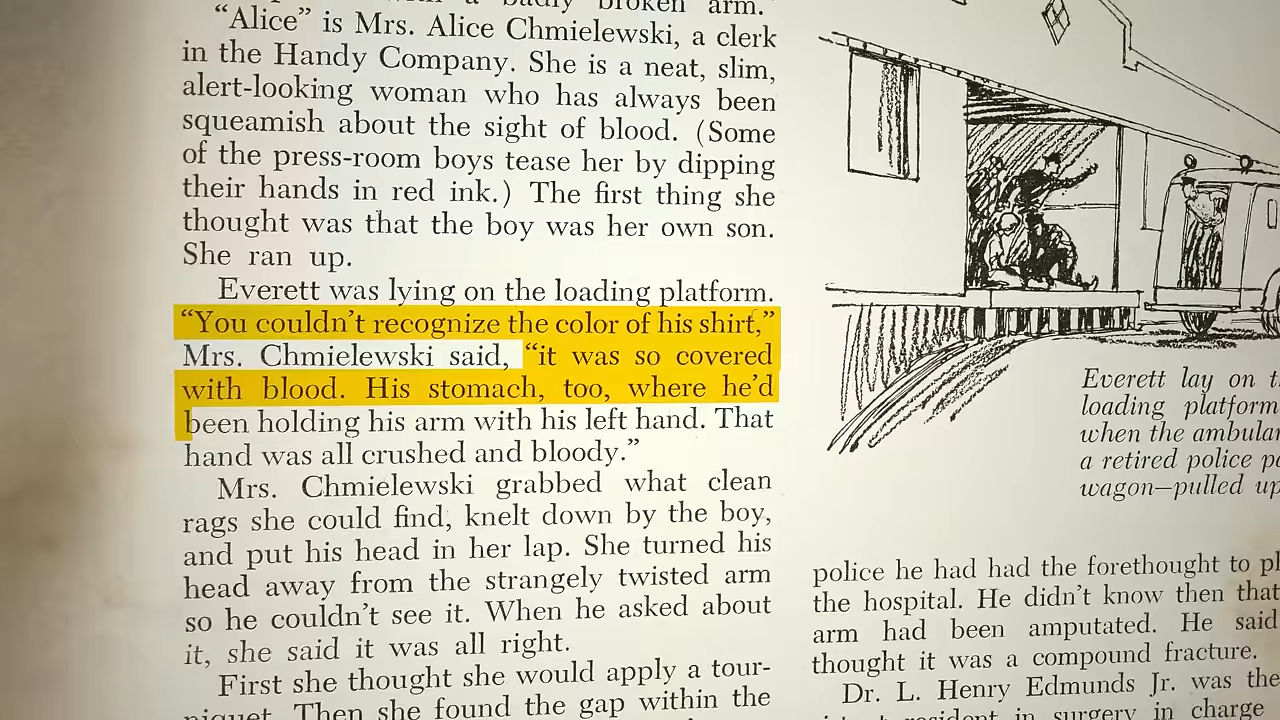 badly broken arm.
“Alice” is Mrs. Alice Chmielewski, a clerk
in the Handy Company. She is a neat, slim,
alert-looking woman who has always been
squeamish about the sight of blood. (Some
of the press-room boys tease her by dipping
their hands in red ink.) The first thing she
thought was that the boy was her own son.
She ran up.
Everett was lying on the loading platform.
“You couldn’t recognize the color of his shirt,”
Mrs. Chmielewski said, “it was so covered
with blood. His stomach, too, where he’d
been holding his arm with his left hand. That
hand was all crushed and bloody.”
Mrs. Chmielewski grabbed what clean
rags she could find, knelt down by the boy,
and put his head in her lap. She turned his
head away from the strangely twisted arm
so he couldn’t see it. When he asked about
it, she said it was all right.
First she thought she would apply a tour-
niquet. Then she found the gap within the
Everett lay on
loading platform
when the
a retired police
wagon—pulled up
police he had had the forethought to
the hospital. He didn’t know then that
arm had been amputated. He said
thought it was a compound fracture.
Dr. L. Henry Edmunds Jr. was the
resident in surgery in charge